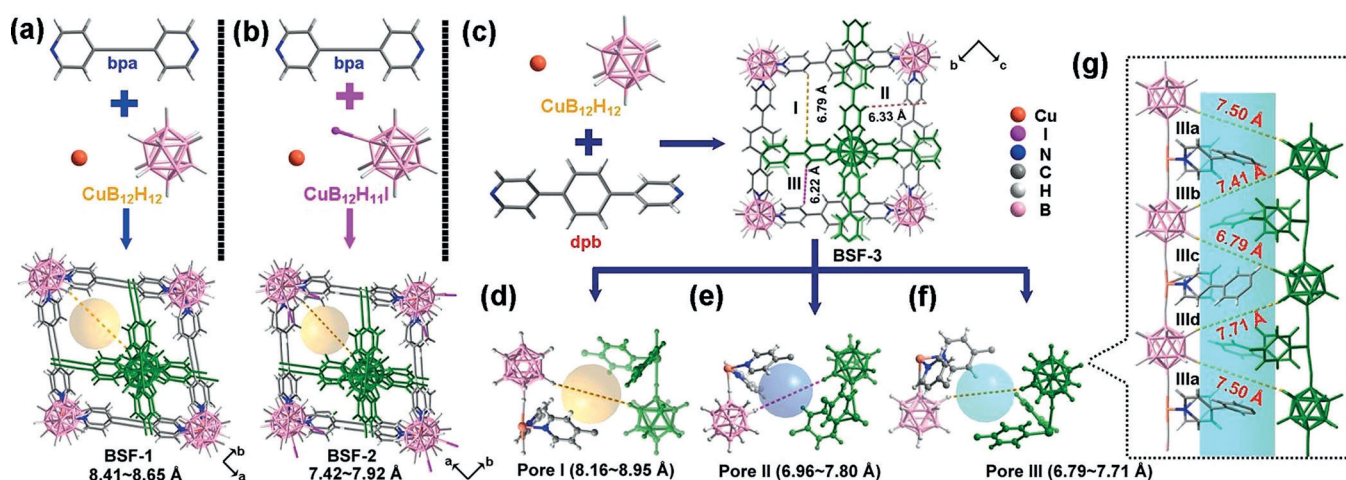 (a)
bpa
CuB12H12
BSF-1
8.41~8.65 Å
b
a
(b)
bpa
CuB12H11I
BSF-2
7.42~7.92 Å
a
b
(c)
CuB12H12
dpb
I
6.79 Å
II
6.33 Å
III
6.22 Å
BSF-3
b
c
Cu
I
N
C
H
B
(d)
Pore I (8.16~8.95 Å)
(e)
Pore II (6.96~7.80 Å)
(f)
Pore III (6.79~7.71 Å)
(g)
7.50 Å
IIIa
7.41 Å
IIIb
6.79 Å
IIIc
7.71 Å
IIId
7.50 Å
IIIa